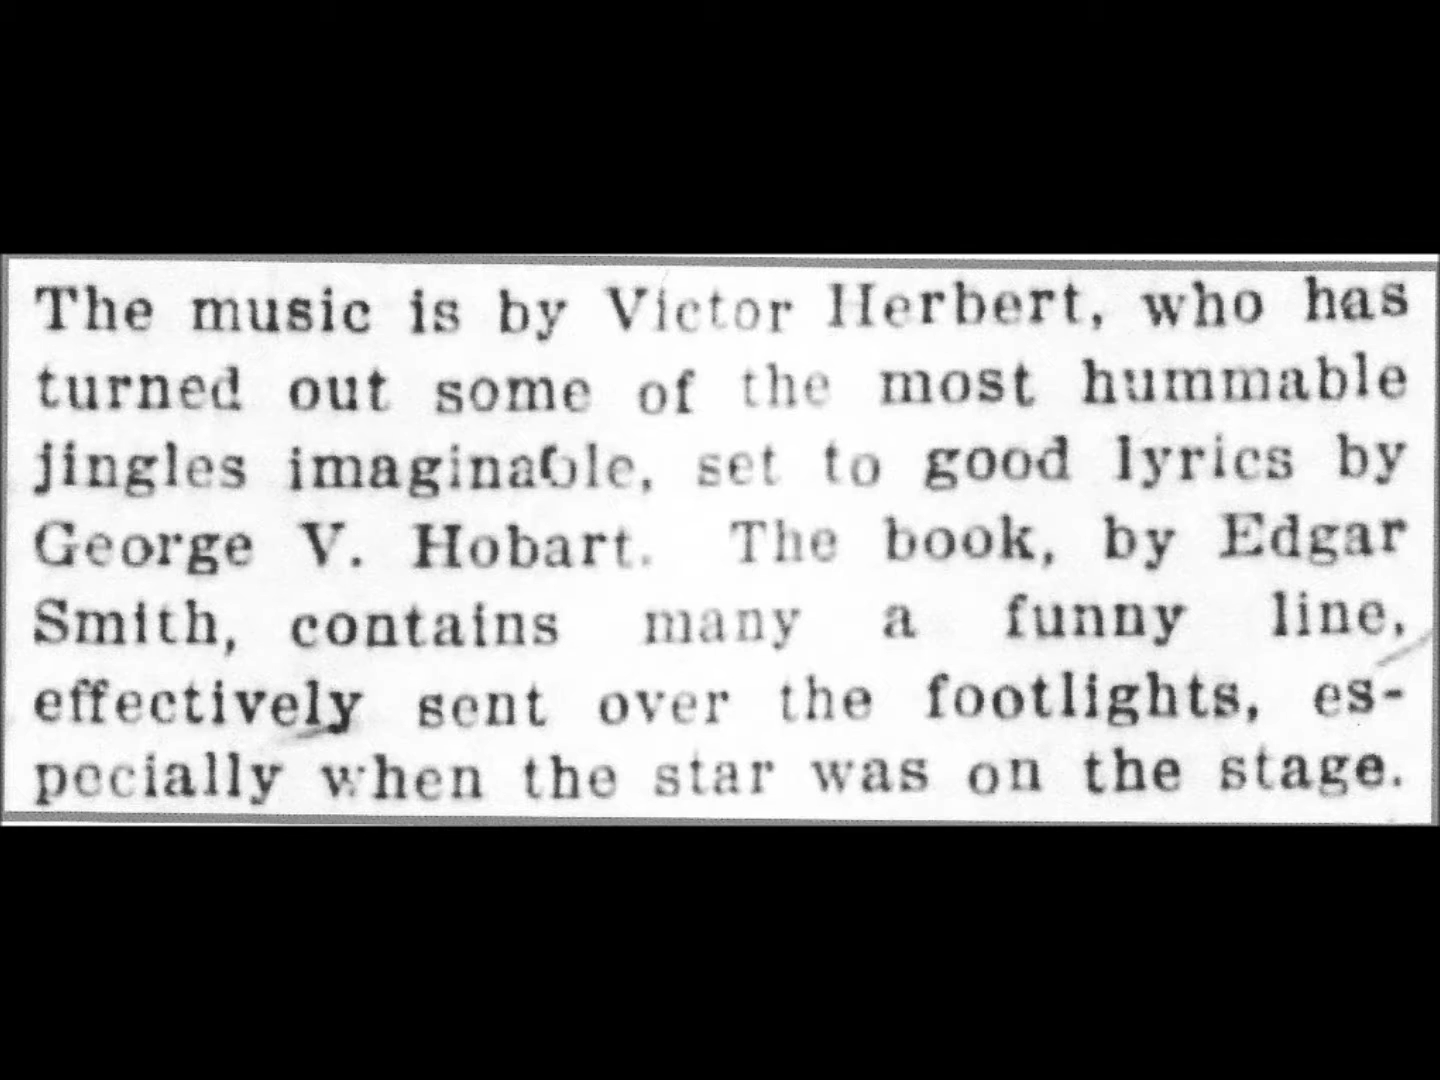 The music is by Victor Herbert, who has
turned out some of the most hummable
jingles imaginable, set to good lyrics by
George V. Hobart. The book, by Edgar
Smith, contains many a funny line,
effectively sent over the footlights, es-
pecially when the star was on the stage.